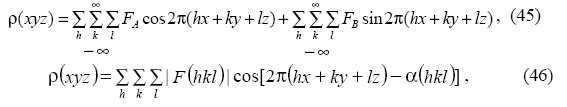 ρ(xyz) = ∑ ∑ ∑ F_A cos 2π(hx + ky + lz) + ∑ ∑ ∑ F_B sin 2π(hx + ky + lz) , (45)
h k l −∞ ∞ h k l −∞ ∞
ρ(xyz) = ∑ ∑ ∑ | F(hkl) | cos[2π(hx + ky + lz) − α(hkl)] , (46)
h k l